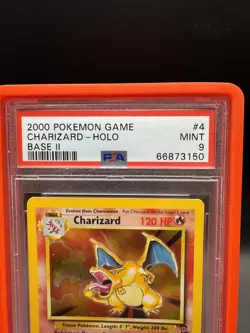 2000 POKEMON GAME #4
CHARIZARD - HOLO MINT
BASE II 9
PSA 66873150
Evolves from Charmeleon
STAGE 2
Charizard 120 HP
Flame Pokémon. Length: 5' 7", Weight: 200 lbs.